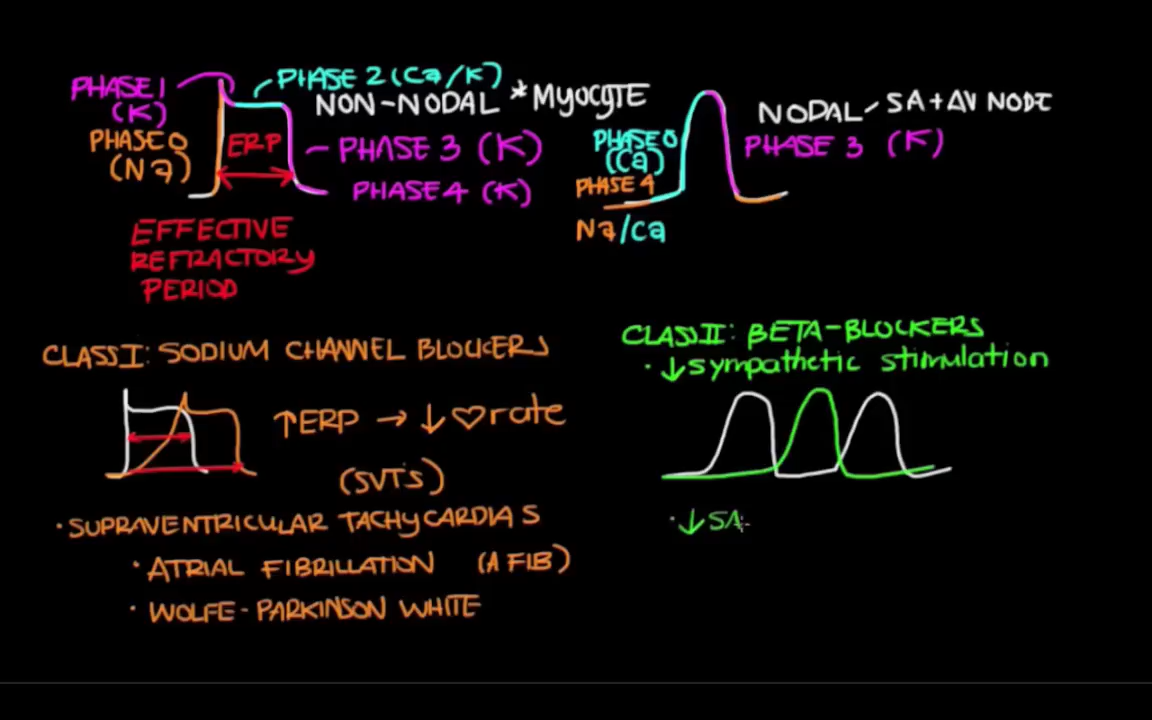 PHASE 1
(K)
PHASE 0
(Na)
ERP
PHASE 2 (Ca/K)
NON-NODAL *MYOCYTE
PHASE 3 (K)
PHASE 4 (K)
EFFECTIVE
REFRACTORY
PERIOD
PHASE 0
(Ca)
PHASE 4
Na/Ca
NODAL - SA + AV NODE
PHASE 3 (K)
CLASS I: SODIUM CHANNEL BLOCKERS
↑ERP → ↓ ♡ rate
(SVT'S)
· SUPRAVENTRICULAR TACHYCARDIAS
· ATRIAL FIBRILLATION (A FIB)
· WOLFE-PARKINSON WHITE
CLASS II: BETA-BLOCKERS
· ↓sympathetic stimulation
· ↓ SA